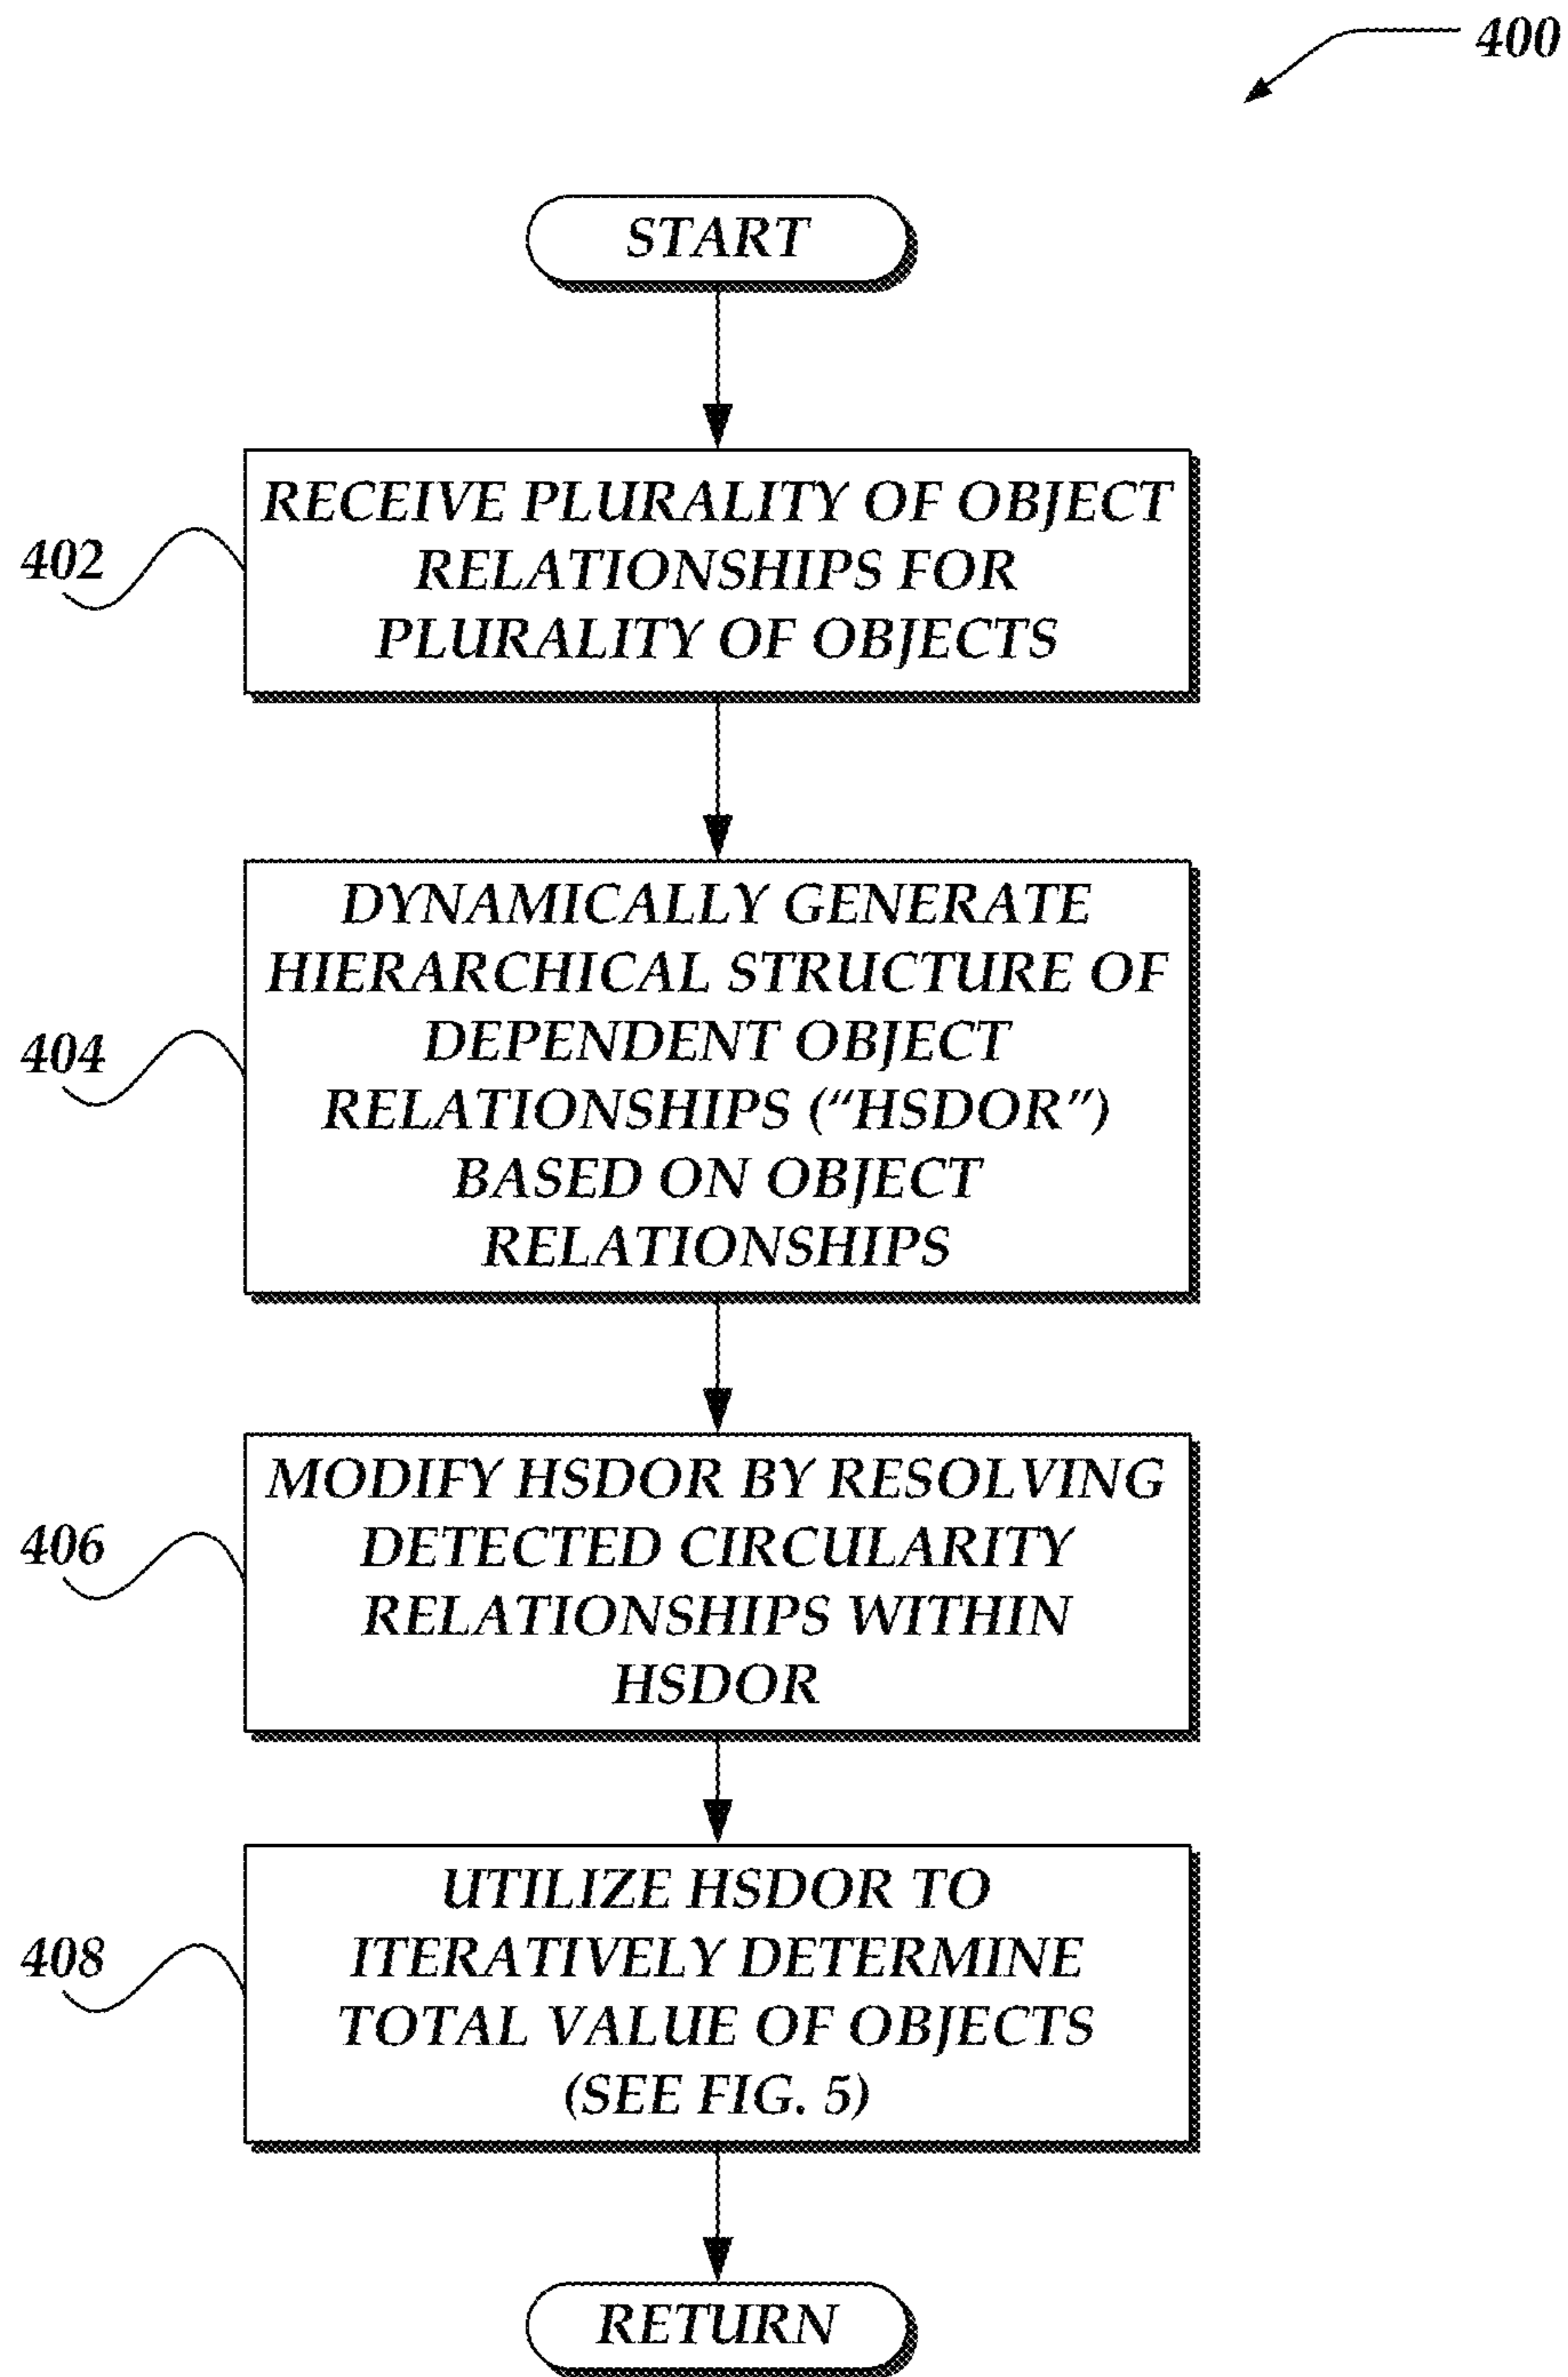 400
START
402
RECEIVE PLURALITY OF OBJECT
RELATIONSHIPS FOR
PLURALITY OF OBJECTS
404
DYNAMICALLY GENERATE
HIERARCHICAL STRUCTURE OF
DEPENDENT OBJECT
RELATIONSHIPS (“HSDOR”)
BASED ON OBJECT
RELATIONSHIPS
406
MODIFY HSDOR BY RESOLVING
DETECTED CIRCULARITY
RELATIONSHIPS WITHIN
HSDOR
408
UTILIZE HSDOR TO
ITERATIVELY DETERMINE
TOTAL VALUE OF OBJECTS
(SEE FIG. 5)
RETURN